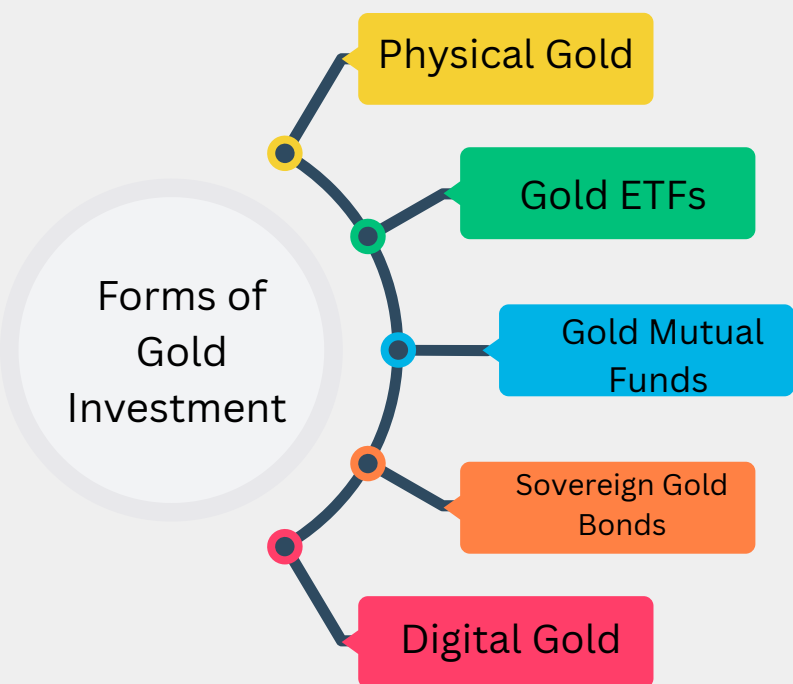 Forms of
Gold
Investment
Physical Gold
Gold ETFs
Gold Mutual
Funds
Sovereign Gold
Bonds
Digital Gold